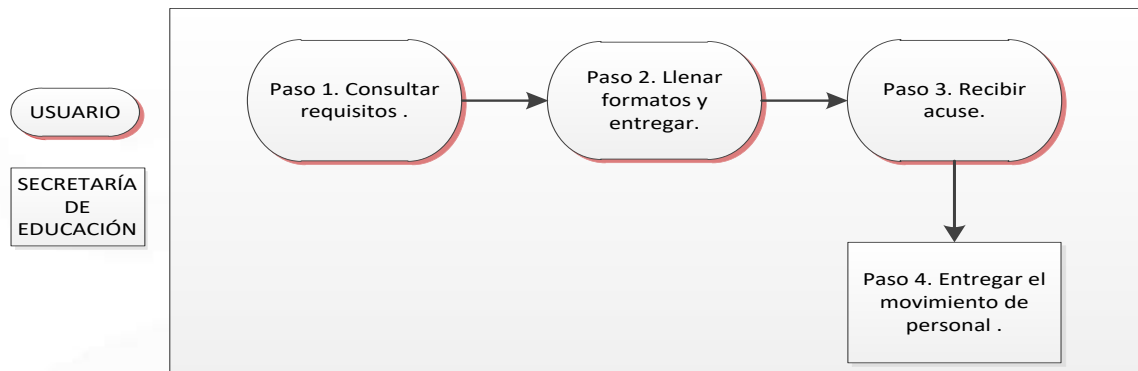 USUARIO
SECRETARÍA
DE
EDUCACIÓN
Paso 1. Consultar
requisitos .
Paso 2. Llenar
formatos y
entregar.
Paso 3. Recibir
acuse.
Paso 4. Entregar el
movimiento de
personal .